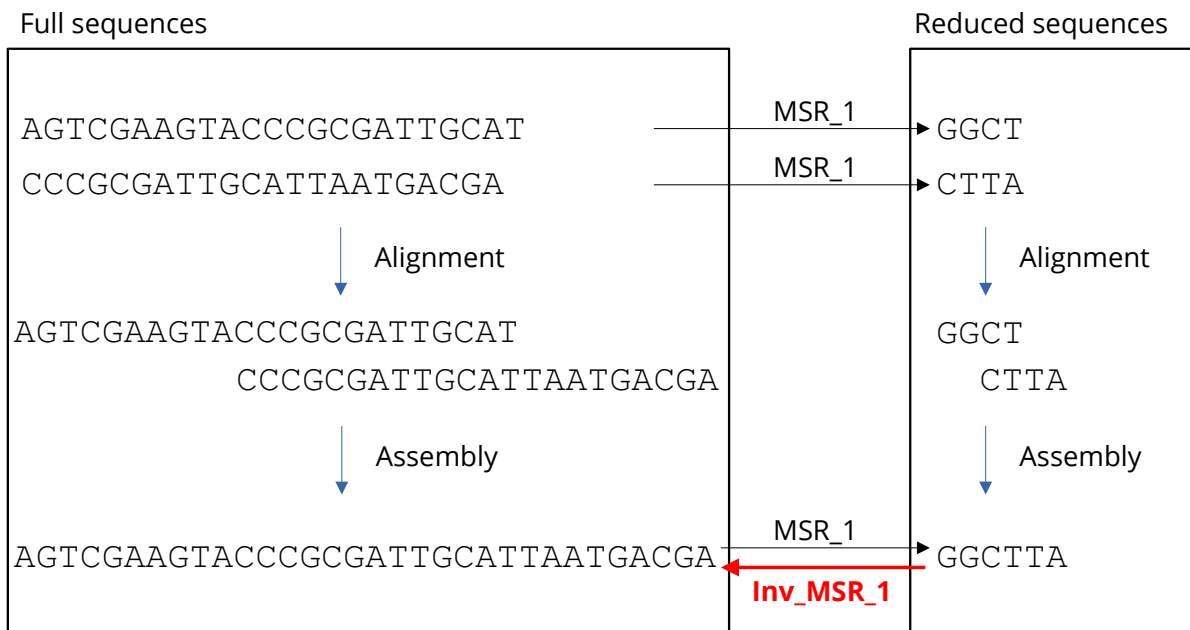 Full sequences
Reduced sequences
AGTCGAAGTACCCGCGATTGCAT
MSR_1
GGCT
CCCGCGATTGCATTAATGACGA
MSR_1
CTTA
Alignment
Alignment
AGTCGAAGTACCCGCGATTGCAT
GGCT
CCCGCGATTGCATTAATGACGA
CTTA
Assembly
Assembly
AGTCGAAGTACCCGCGATTGCATTAATGACGA
MSR_1
GGCTTA
Inv_MSR_1